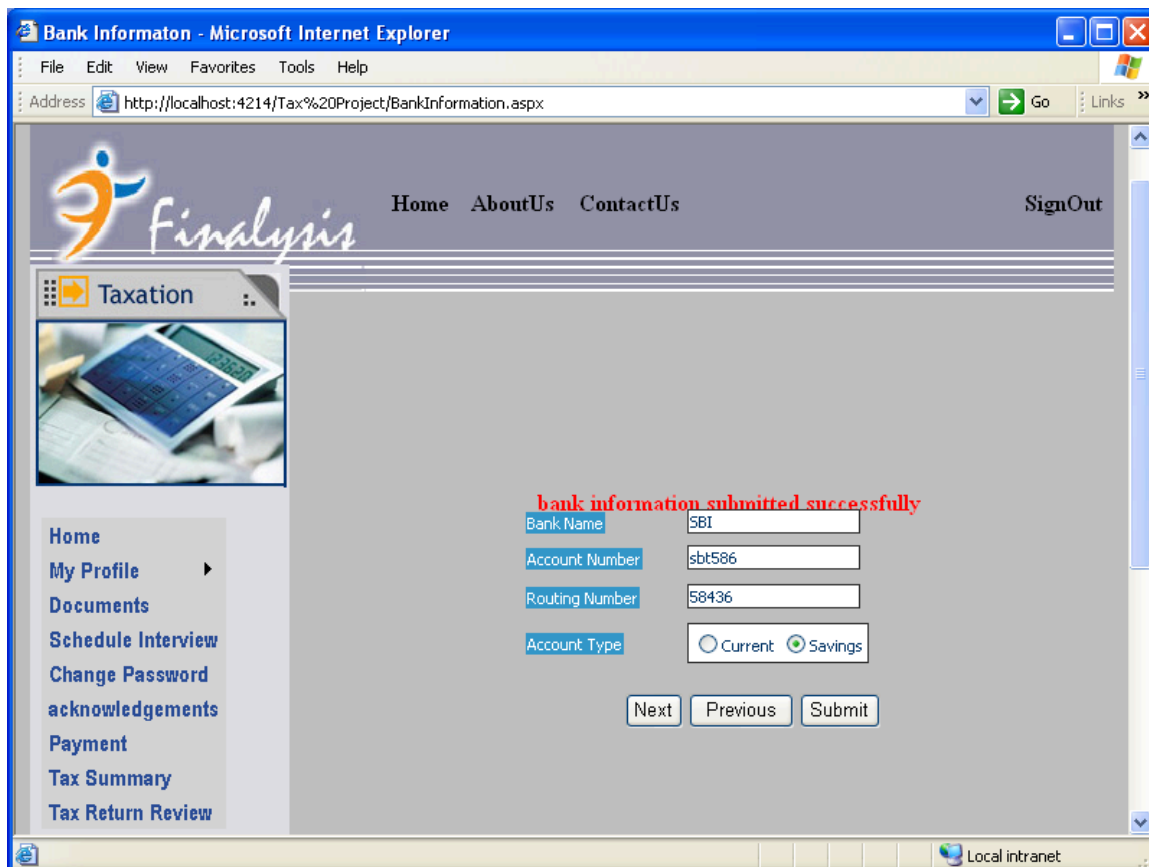 Bank Informaton - Microsoft Internet Explorer
File Edit View Favorites Tools Help
Address http://localhost:4214/Tax%20Project/BankInformation.aspx Go Links »
Finalysis
Home AboutUs ContactUs SignOut
Taxation
123620
bank information submitted successfully
Bank Name SBI
Account Number sbt586
Routing Number 58436
Account Type Current Savings
Next Previous Submit
Home
My Profile
Documents
Schedule Interview
Change Password
acknowledgements
Payment
Tax Summary
Tax Return Review
Local intranet